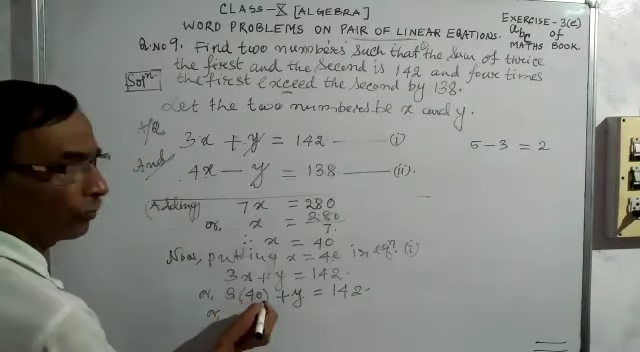 CLASS-X [ALGEBRA]
WORD PROBLEMS ON PAIR OF LINEAR EQATIONS.
EXERCISE-3(E)
abc of
MATHS BOOK.
Q.NO 9. Find two numbers such that the sum of thrice
the first and the second is 142 and four times
the first exceed the second by 138.
Solⁿ
Let the two numbers be x and y.
A/Q,
3x + y = 142 (i)
5-3 = 2
And
4x - y = 138 (ii).
Adding 7x = 280
or, x = 280/7.
∴ x = 40
Now, putting x = 40 in eqⁿ. (i)
3x + y = 142.
or, 3(40) + y = 142.
or,